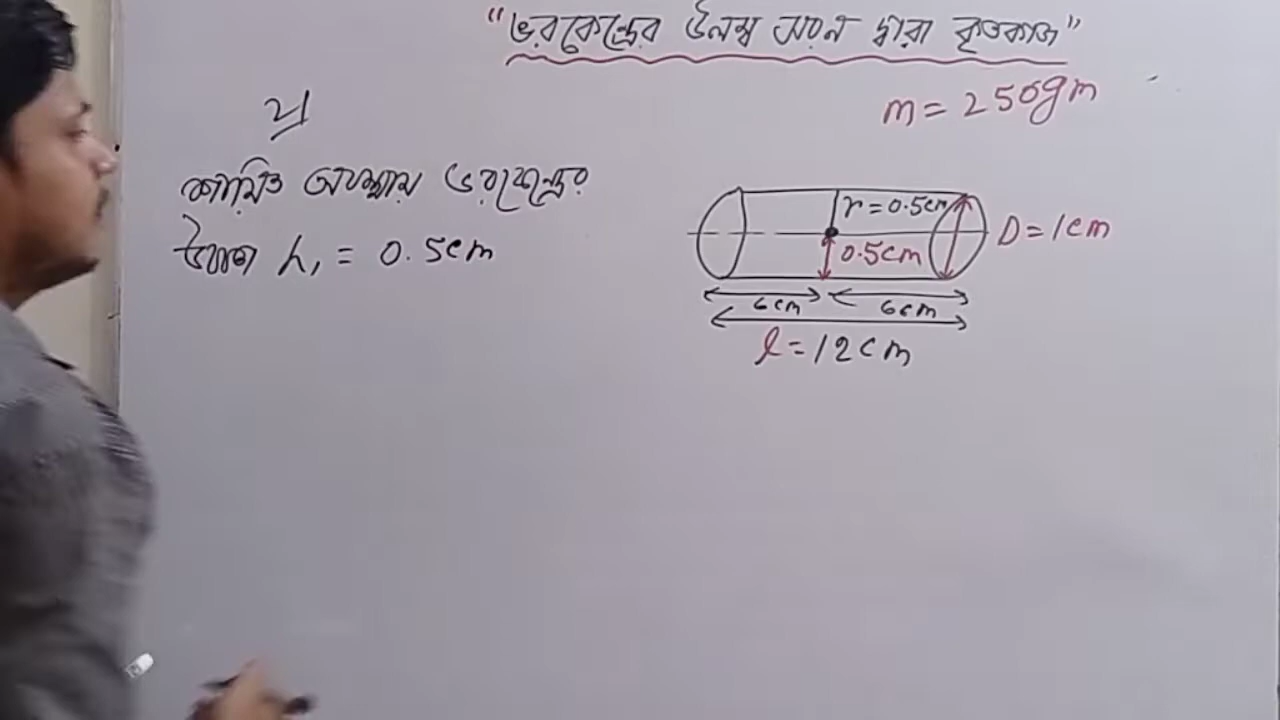 "ভরকেন্দ্রের উলম্ব সরন দ্বারা কৃতকাজ"
m = 250gm
খ)
শায়িত অবস্থায় ভরকেন্দ্রের
উচ্চতা h₁ = 0.5cm
r = 0.5cm
0.5cm
D = 1cm
6cm
6cm
l = 12cm